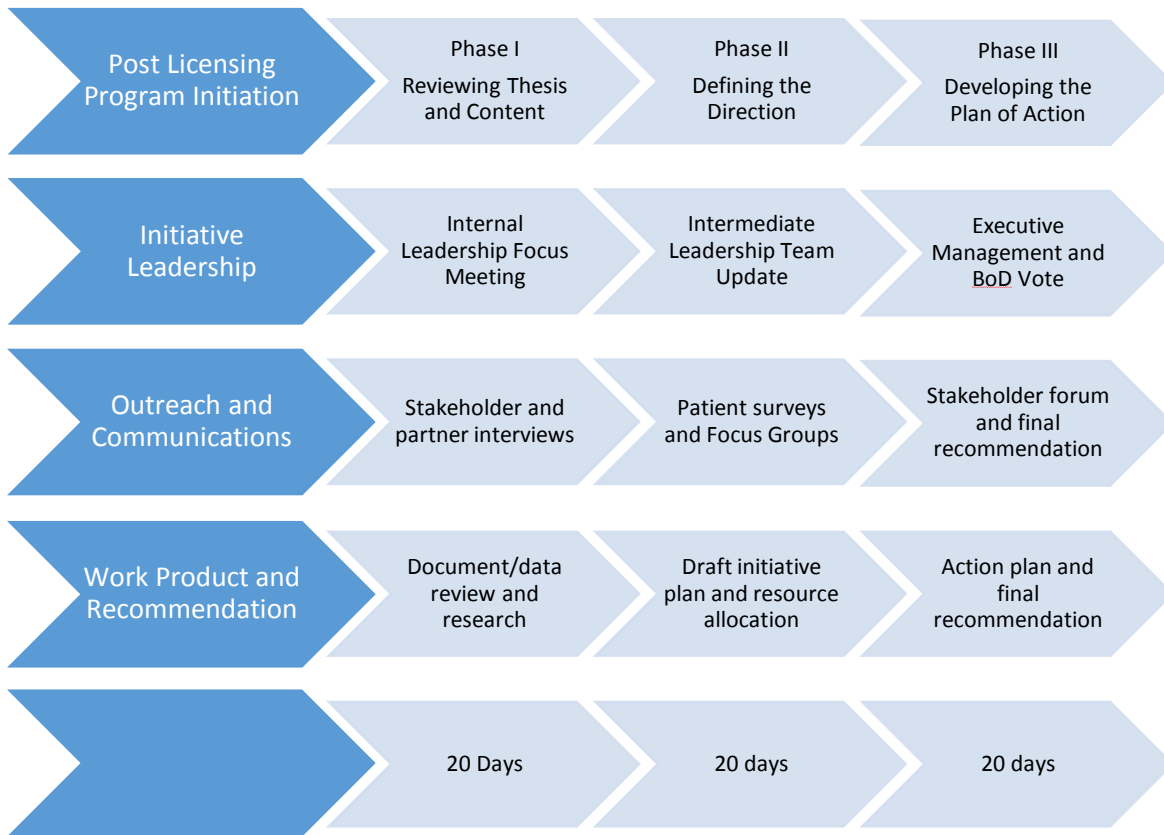 Post Licensing
Program Initiation
Phase I
Reviewing Thesis
and Content
Phase II
Defining the
Direction
Phase III
Developing the
Plan of Action
Initiative
Leadership
Internal
Leadership Focus
Meeting
Intermediate
Leadership Team
Update
Executive
Management and
BoD Vote
Outreach and
Communications
Stakeholder and
partner interviews
Patient surveys
and Focus Groups
Stakeholder forum
and final
recommendation
Work Product and
Recommendation
Document/data
review and
research
Draft initiative
plan and resource
allocation
Action plan and
final
recommendation
20 Days
20 days
20 days